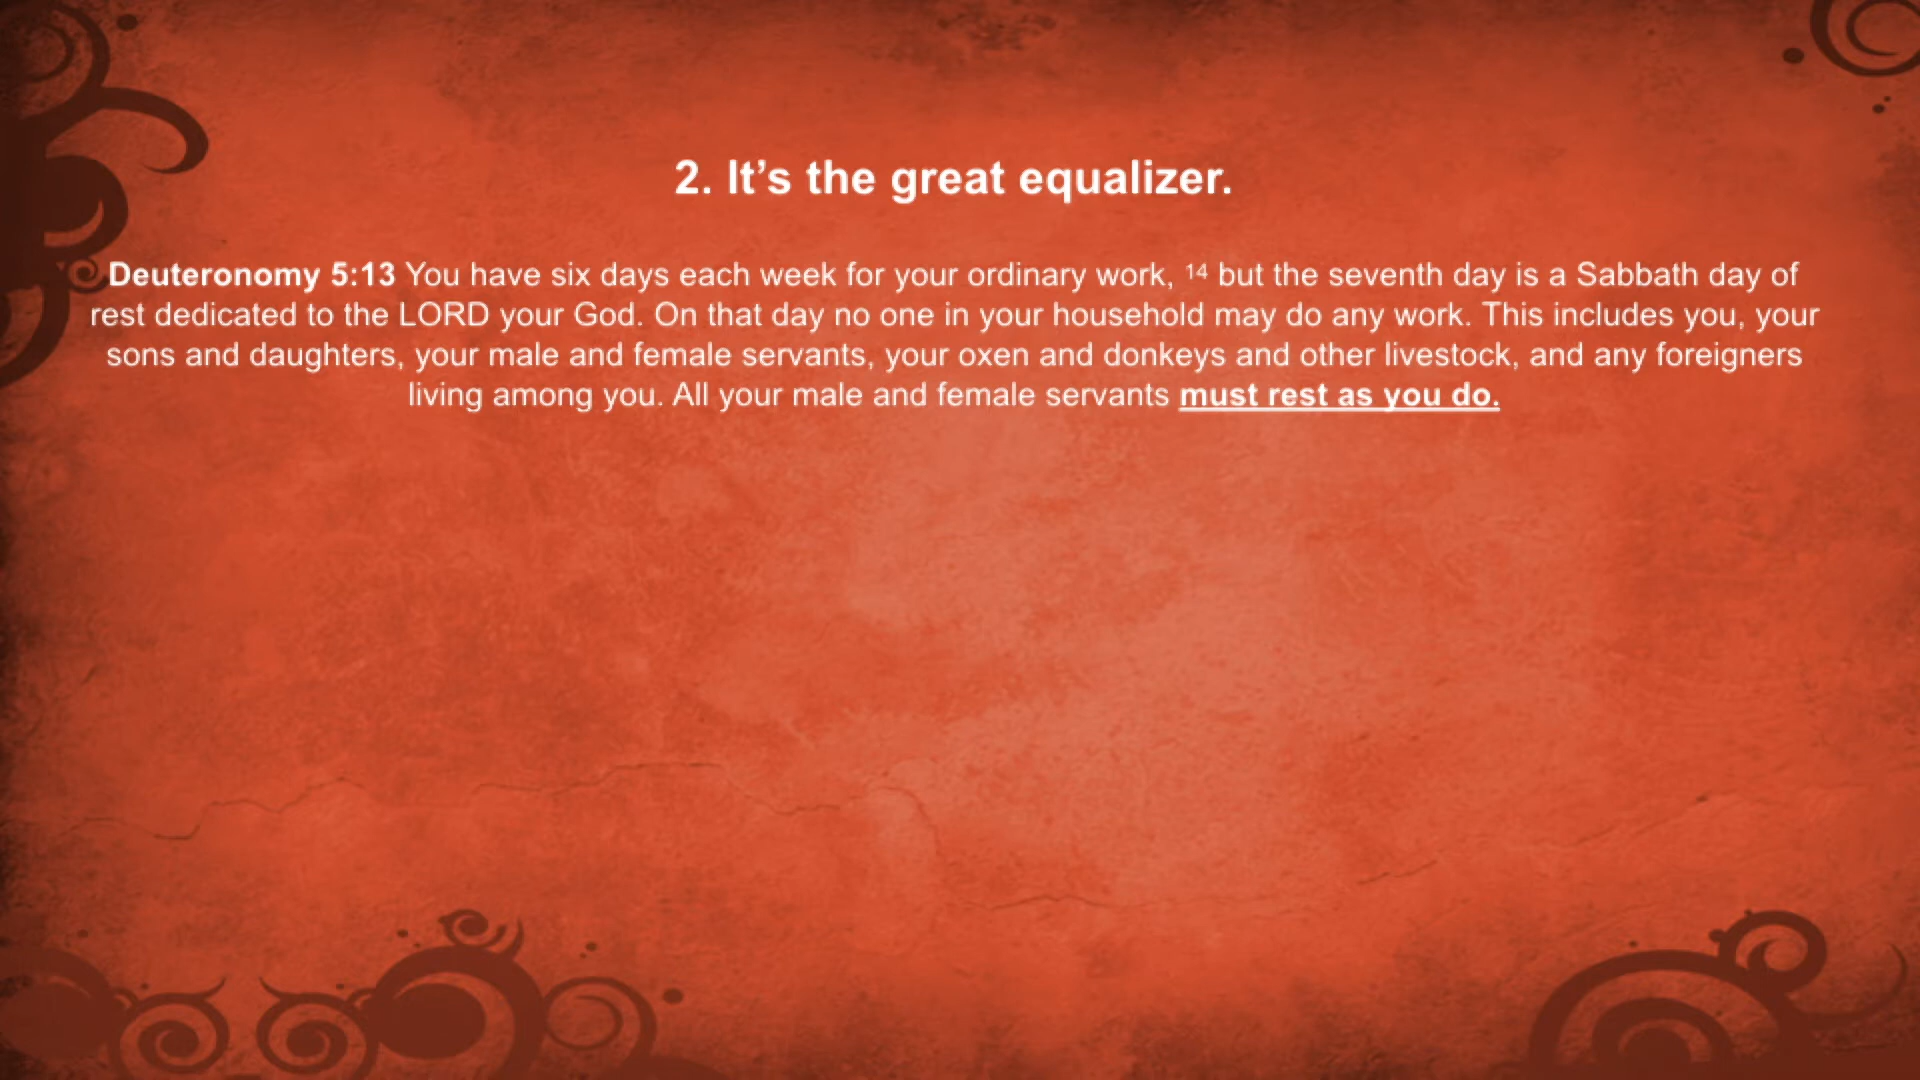 2. It’s the great equalizer.
Deuteronomy 5:13 You have six days each week for your ordinary work, 14 but the seventh day is a Sabbath day of
rest dedicated to the LORD your God. On that day no one in your household may do any work. This includes you, your
sons and daughters, your male and female servants, your oxen and donkeys and other livestock, and any foreigners
living among you. All your male and female servants must rest as you do.